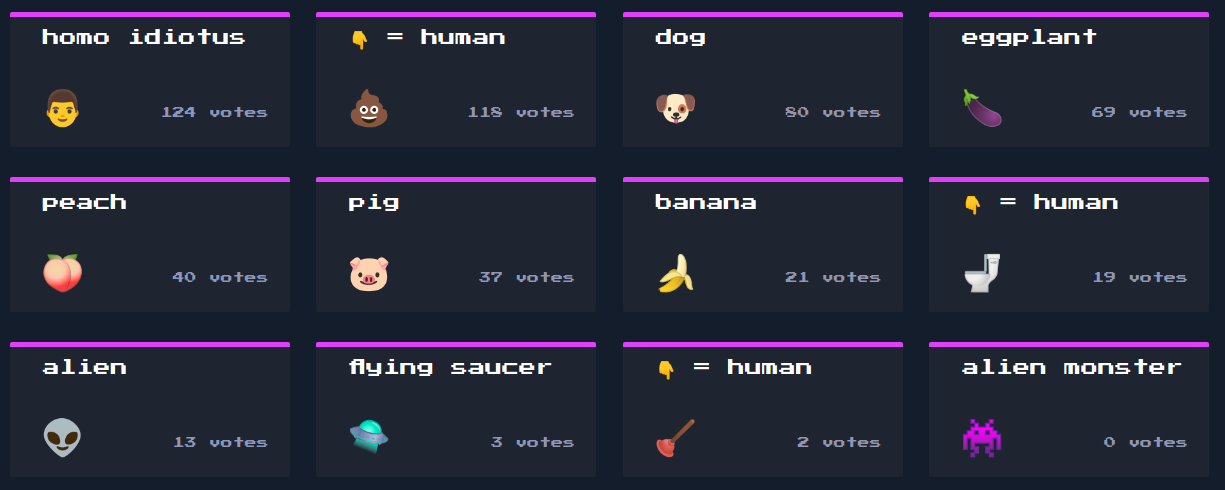 homo idiotus
👇 = human
dog
eggplant
124 votes
118 votes
80 votes
69 votes
peach
pig
banana
👇 = human
40 votes
37 votes
21 votes
19 votes
alien
flying saucer
👇 = human
alien monster
13 votes
3 votes
2 votes
0 votes